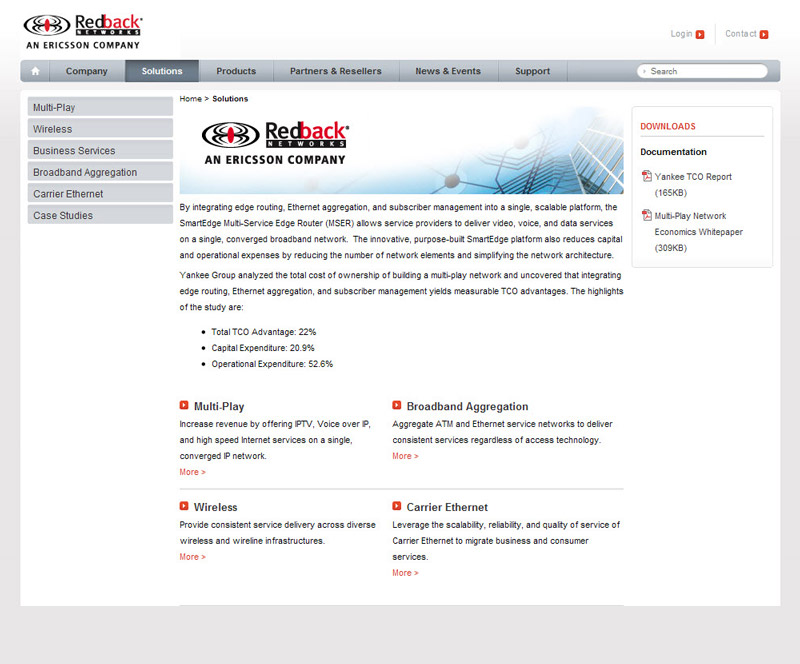 Redback
NETWORKS
AN ERICSSON COMPANY
Login
Contact
Company
Solutions
Products
Partners & Resellers
News & Events
Support
Search
Multi-Play
Wireless
Business Services
Broadband Aggregation
Carrier Ethernet
Case Studies
Home > Solutions
Redback
NETWORKS
AN ERICSSON COMPANY
By integrating edge routing, Ethernet aggregation, and subscriber management into a single, scalable platform, the
SmartEdge Multi-Service Edge Router (MSER) allows service providers to deliver video, voice, and data services
on a single, converged broadband network. The innovative, purpose-built SmartEdge platform also reduces capital
and operational expenses by reducing the number of network elements and simplifying the network architecture.
Yankee Group analyzed the total cost of ownership of building a multi-play network and uncovered that integrating
edge routing, Ethernet aggregation, and subscriber management yields measurable TCO advantages. The highlights
of the study are:
Total TCO Advantage: 22%
Capital Expenditure: 20.9%
Operational Expenditure: 52.6%
Multi-Play
Increase revenue by offering IPTV, Voice over IP,
and high speed Internet services on a single,
converged IP network.
More >
Broadband Aggregation
Aggregate ATM and Ethernet service networks to deliver
consistent services regardless of access technology.
More >
Wireless
Provide consistent service delivery across diverse
wireless and wireline infrastructures.
More >
Carrier Ethernet
Leverage the scalability, reliability, and quality of service of
Carrier Ethernet to migrate business and consumer
services.
More >
DOWNLOADS
Documentation
Yankee TCO Report
(165KB)
Multi-Play Network
Economics Whitepaper
(309KB)